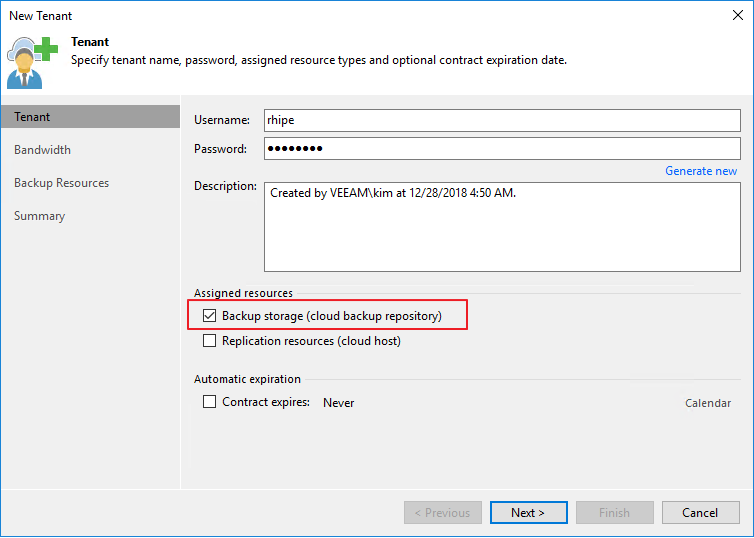 New Tenant
Tenant
Specify tenant name, password, assigned resource types and optional contract expiration date.
Tenant
Bandwidth
Backup Resources
Summary
Username: rhipe
Password: ●●●●●●●●
Generate new
Description: Created by VEEAM\kim at 12/28/2018 4:50 AM.
Assigned resources
Backup storage (cloud backup repository)
Replication resources (cloud host)
Automatic expiration
Contract expires: Never Calendar
< Previous Next > Finish Cancel